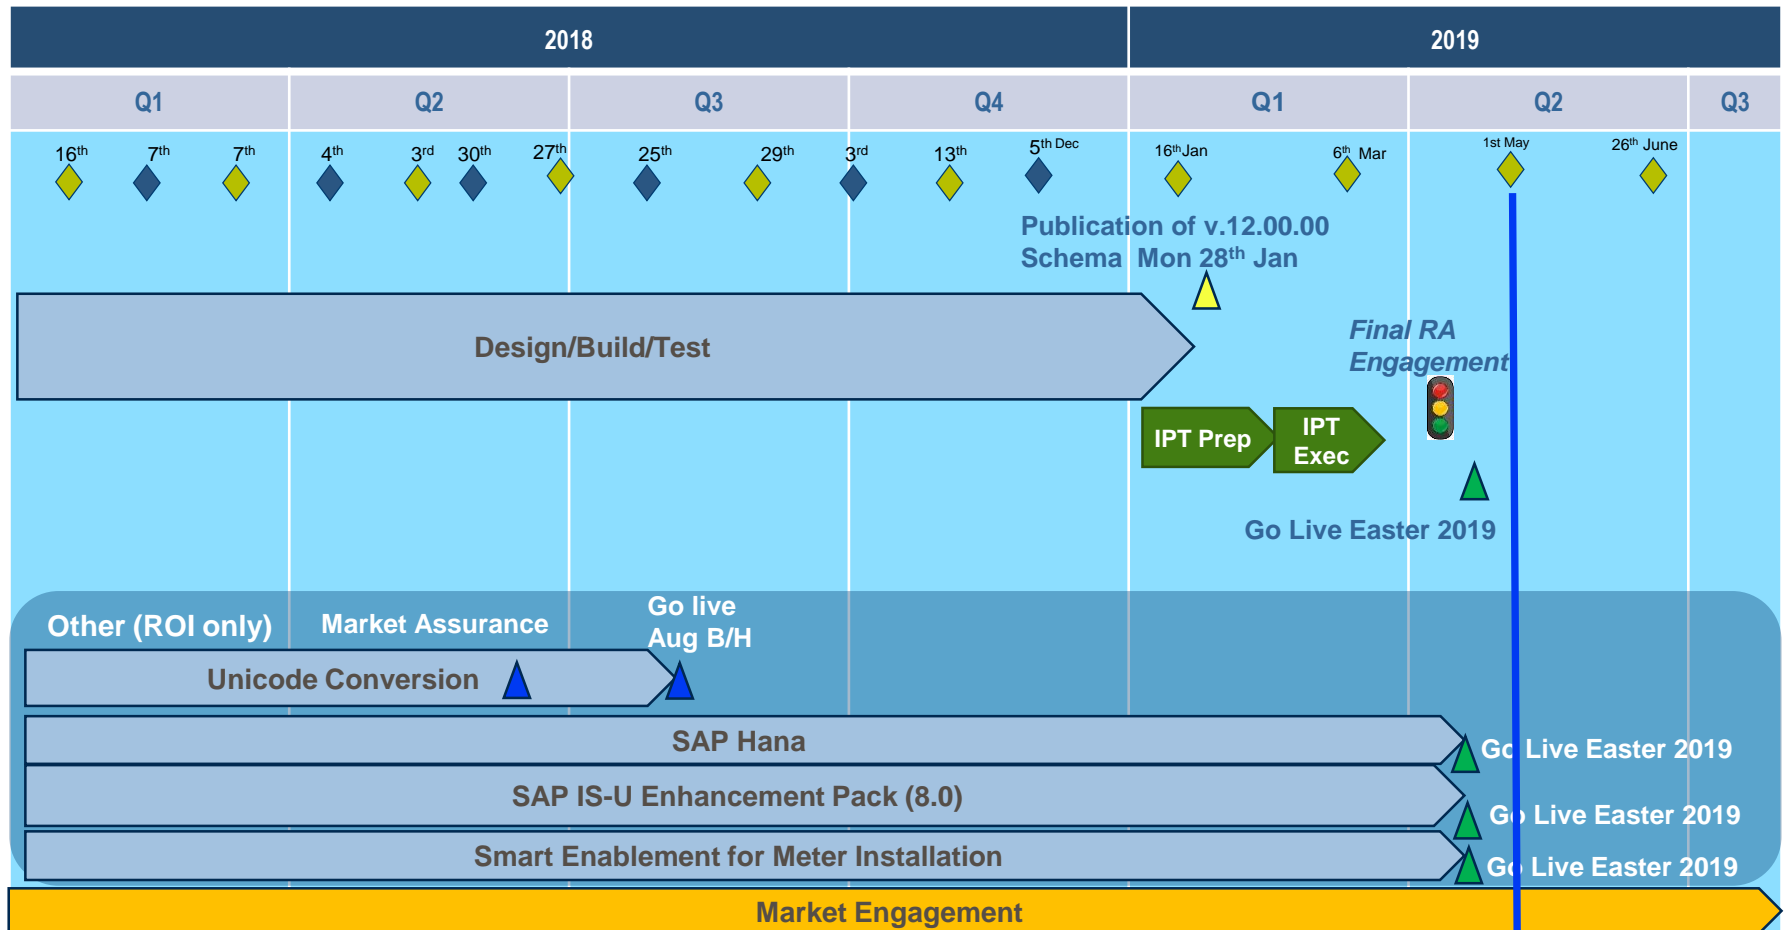 2018
2019
Q1
Q2
Q3
Q4
Q1
Q2
Q3
16th
7th
7th
4th
3rd
30th
27th
25th
29th
3rd
13th
5th Dec
16th Jan
6th Mar
1st May
26th June
Publication of v.12.00.00
Schema Mon 28th Jan
Design/Build/Test
Final RA
Engagement
IPT Prep
IPT
Exec
Go Live Easter 2019
Other (ROI only)
Market Assurance
Go live
Aug B/H
Unicode Conversion
SAP Hana
Go Live Easter 2019
SAP IS-U Enhancement Pack (8.0)
Go Live Easter 2019
Smart Enablement for Meter Installation
Go Live Easter 2019
Market Engagement